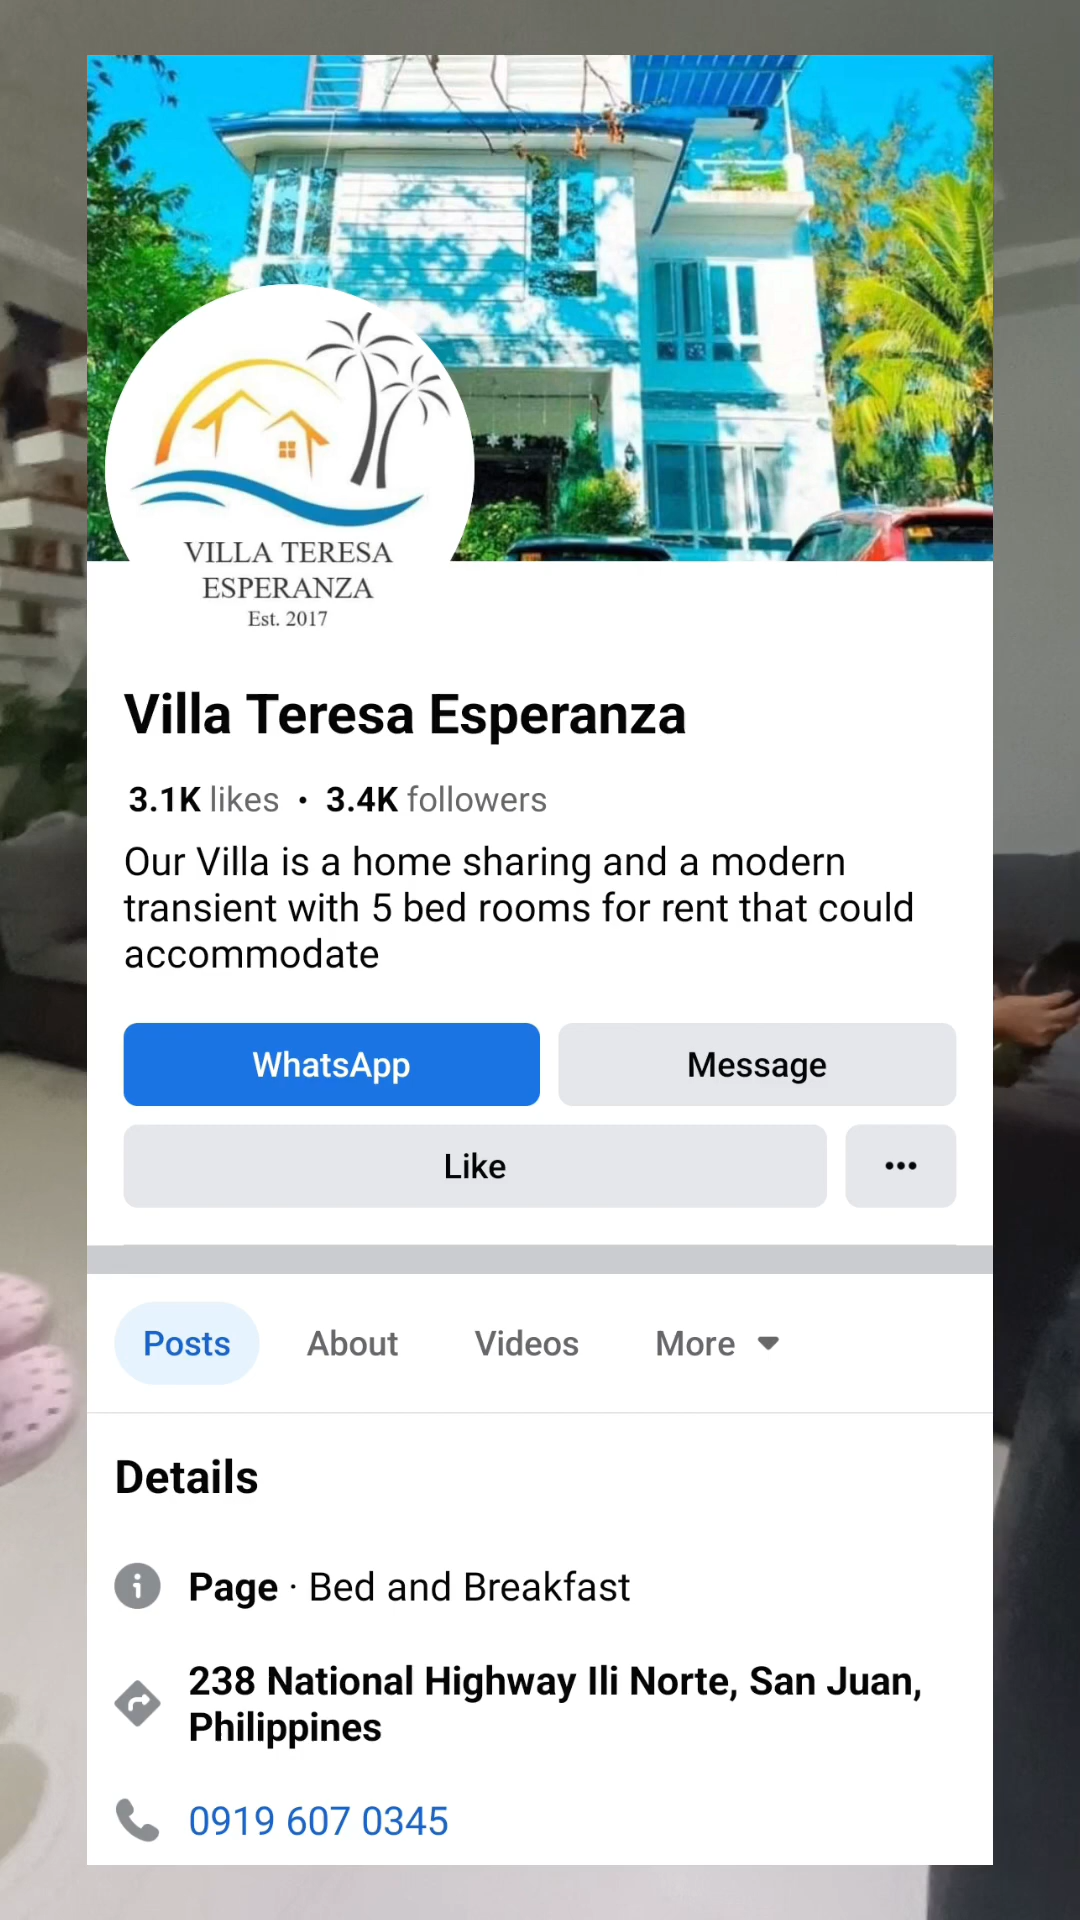 VILLA TERESA
ESPERANZA
Est. 2017
Villa Teresa Esperanza
3.1K likes • 3.4K followers
Our Villa is a home sharing and a modern
transient with 5 bed rooms for rent that could
accommodate
WhatsApp
Message
Like
Posts
About
Videos
More
Details
Page · Bed and Breakfast
238 National Highway Ili Norte, San Juan,
Philippines
0919 607 0345